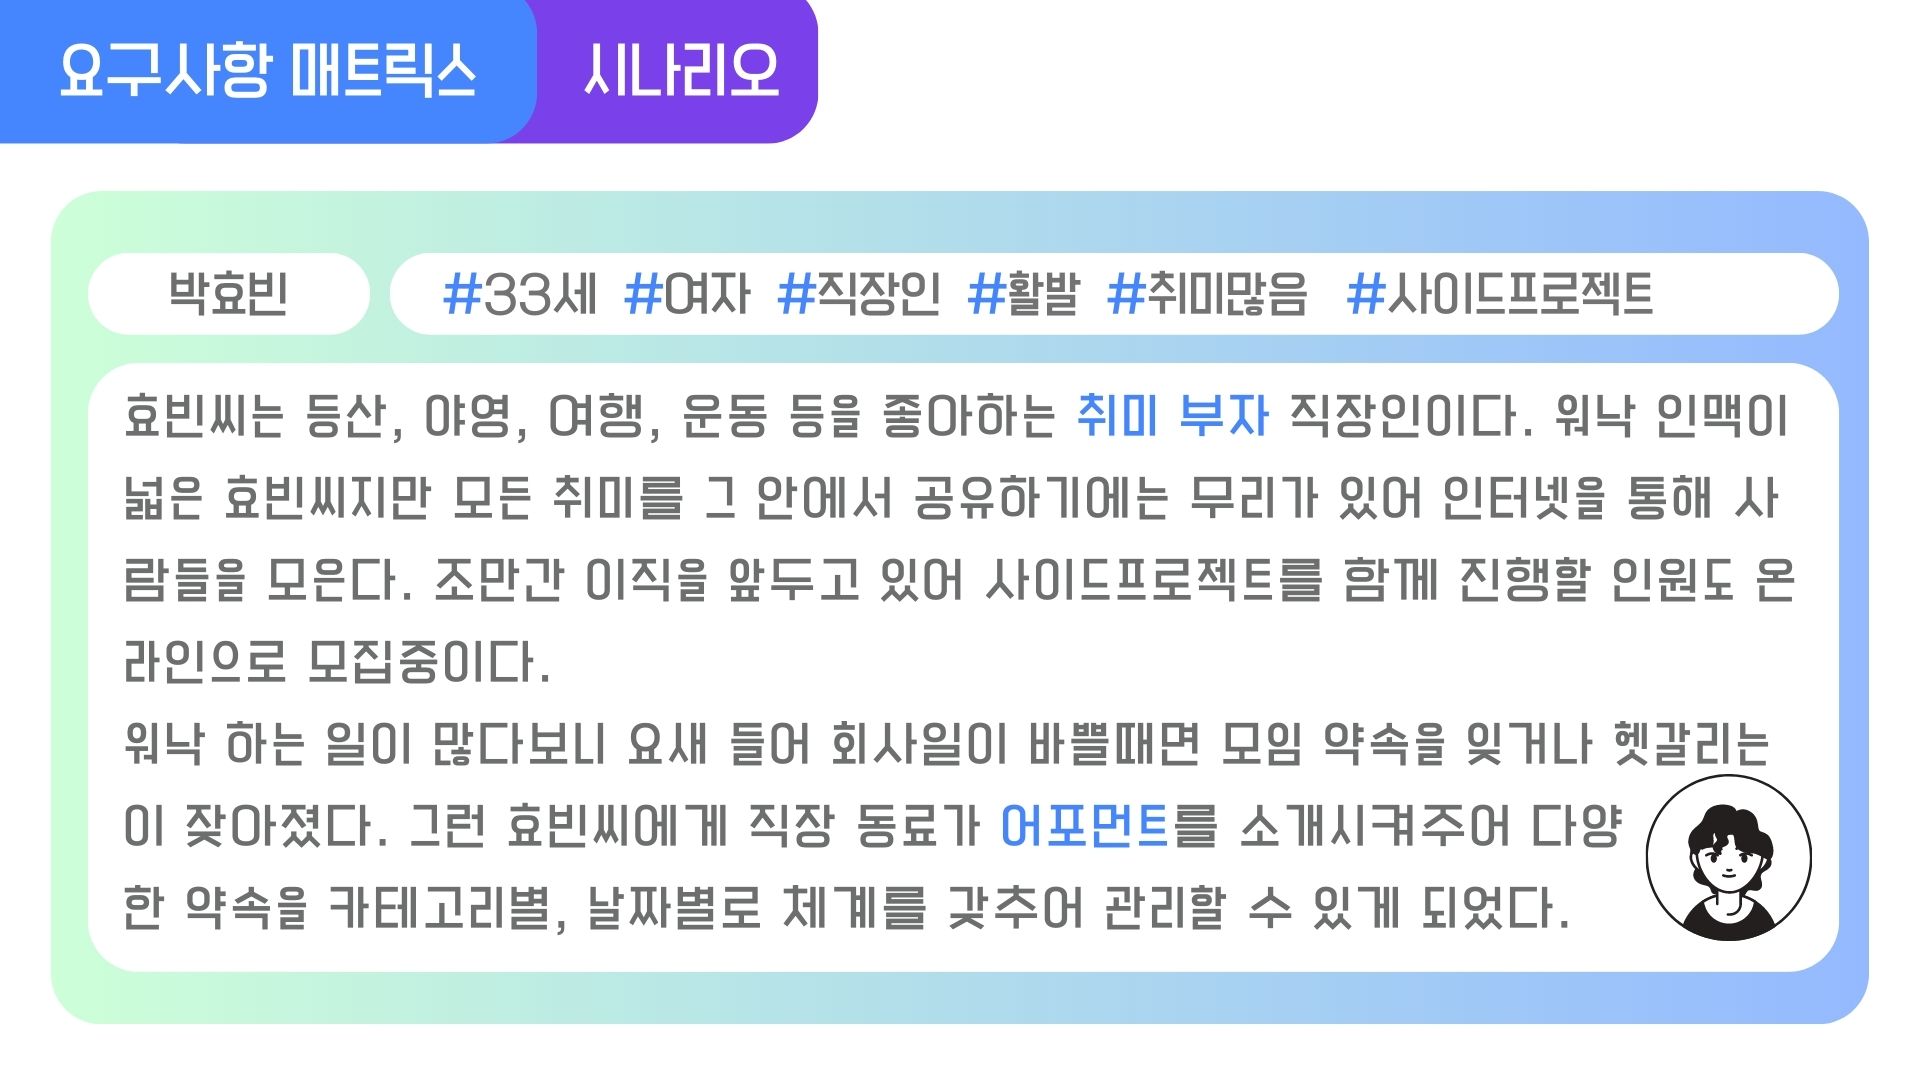 요구사항 매트릭스 시나리오
박효빈 #33세 #여자 #직장인 #활발 #취미많음 #사이드프로젝트
효빈씨는 등산, 야영, 여행, 운동 등을 좋아하는 취미 부자 직장인이다. 워낙 인맥이
넓은 효빈씨지만 모든 취미를 그 안에서 공유하기에는 무리가 있어 인터넷을 통해 사
람들을 모은다. 조만간 이직을 앞두고 있어 사이드프로젝트를 함께 진행할 인원도 온
라인으로 모집중이다.
워낙 하는 일이 많다보니 요새 들어 회사일이 바쁠때면 모임 약속을 잊거나 헷갈리는
이 잦아졌다. 그런 효빈씨에게 직장 동료가 어포먼트를 소개시켜주어 다양
한 약속을 카테고리별, 날짜별로 체계를 갖추어 관리할 수 있게 되었다.